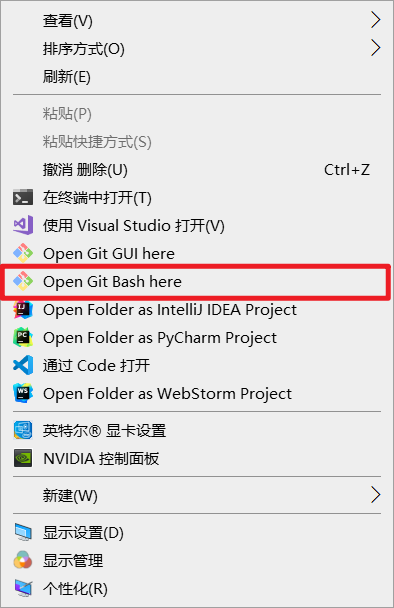 查看(V)
排序方式(O)
刷新(E)
粘贴(P)
粘贴快捷方式(S)
撤消 删除(U) Ctrl+Z
在终端中打开(T)
使用 Visual Studio 打开(V)
Open Git GUI here
Open Git Bash here
Open Folder as IntelliJ IDEA Project
Open Folder as PyCharm Project
通过 Code 打开
Open Folder as WebStorm Project
英特尔® 显卡设置
NVIDIA 控制面板
新建(W)
显示设置(D)
显示管理
个性化(R)